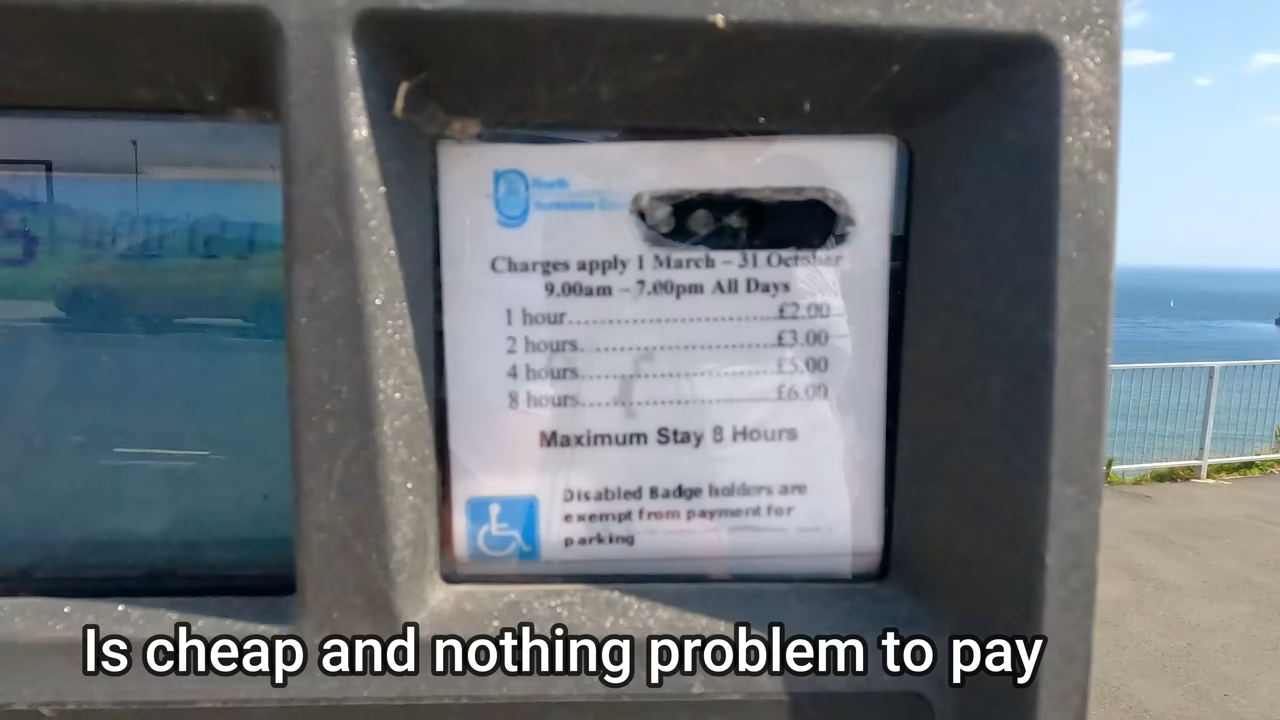 North
Yorkshire
Charges apply 1 March – 31 October
9.00am – 7.00pm All Days
1 hour..............................£2.00
2 hours............................£3.00
4 hours............................£5.00
8 hours............................£6.00
Maximum Stay 8 Hours
Disabled Badge holders are
exempt from payment for
parking
Is cheap and nothing problem to pay